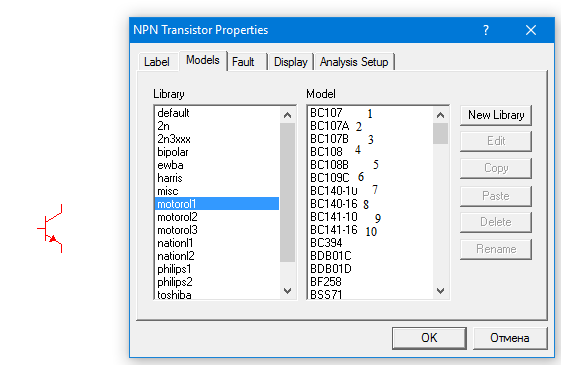 NPN Transistor Properties
? ×
Label Models Fault Display Analysis Setup
Library
default
2n
2n3xxx
bipolar
ewba
harris
misc
motorol1
motorol2
motorol3
nationl1
nationl2
philips1
philips2
toshiba
Model
BC107 1
BC107A 2
BC107B 3
BC108 4
BC108B 5
BC109C 6
BC140-10 7
BC140-16 8
BC141-10 9
BC141-16 10
BC394
BDB01C
BDB01D
BF258
BSS71
New Library
Edit
Copy
Paste
Delete
Rename
OK Отмена